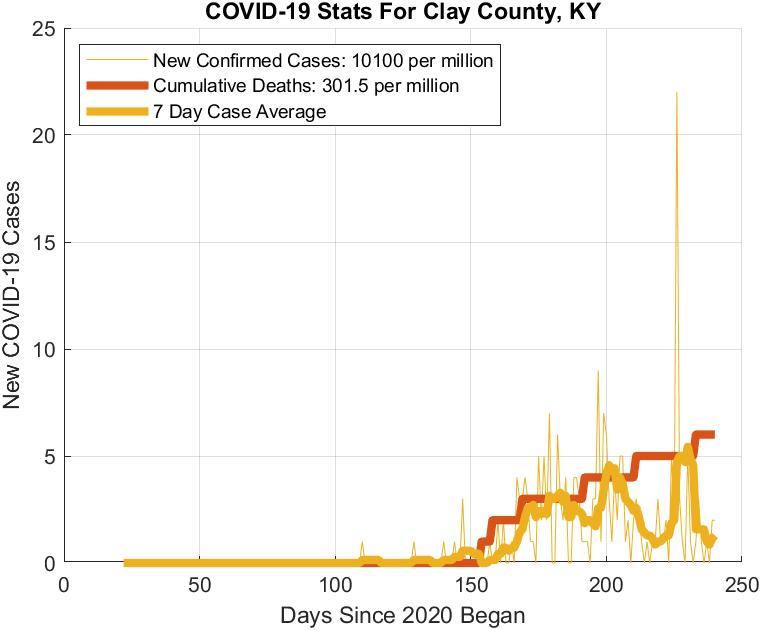 COVID-19 Stats For Clay County, KY
New Confirmed Cases: 10100 per million
Cumulative Deaths: 301.5 per million
7 Day Case Average
New COVID-19 Cases
25
20
15
10
5
0
0 50 100 150 200 250
Days Since 2020 Began